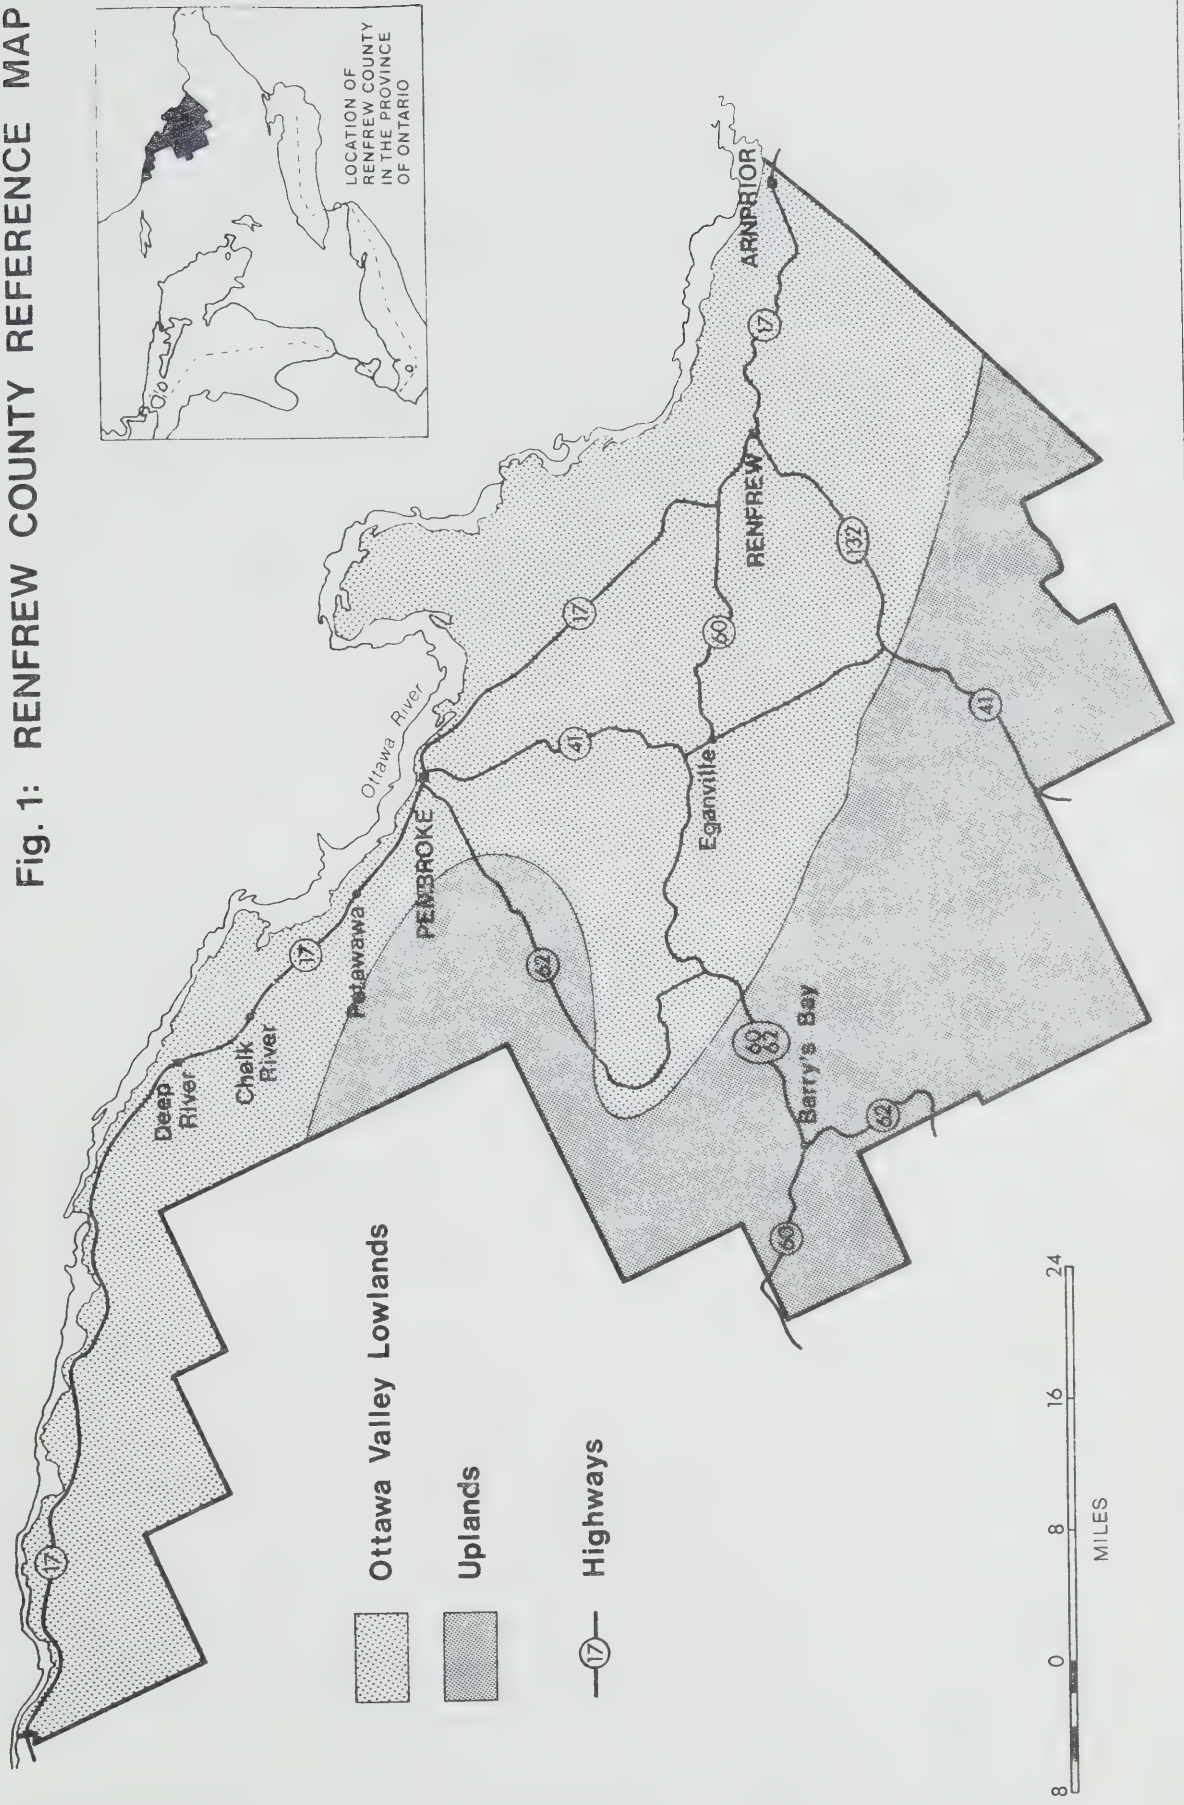 Fig. 1: RENFREW COUNTY REFERENCE MAP
LOCATION OF
RENFREW COUNTY
IN THE PROVINCE
OF ONTARIO
17
Deep
River
Chalk
River
17
Petawawa
Ottawa River
PEMBROKE
62
41
17
Eganville
60
RENFREW
17
ARNPRIOR
132
41
60
62
Barry's Bay
62
60
Ottawa Valley Lowlands
Uplands
17
Highways
8 0 8 16 24
MILES